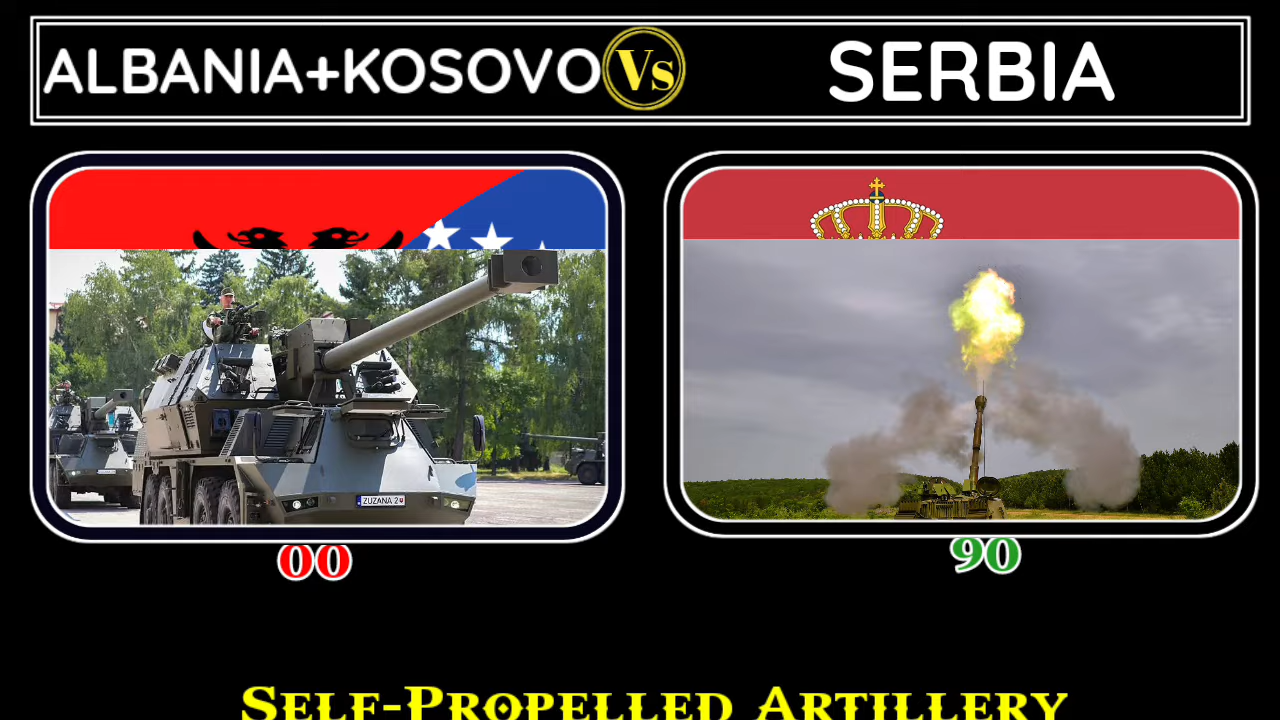 ALBANIA+KOSOVO Vs SERBIA
ZUZANA 2
00
90
SELF-PROPELLED ARTILLERY